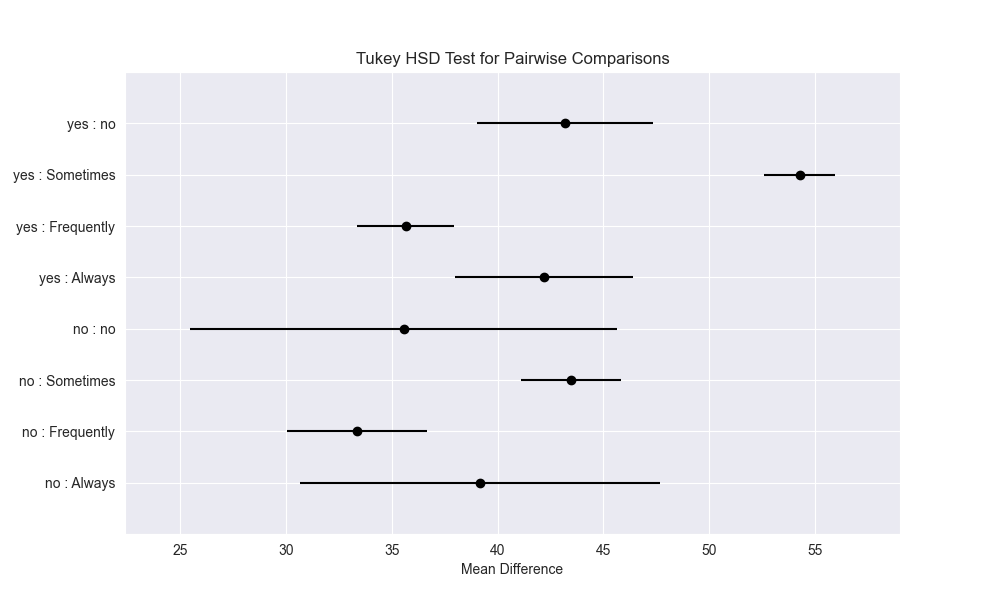 Tukey HSD Test for Pairwise Comparisons
yes : no
yes : Sometimes
yes : Frequently
yes : Always
no : no
no : Sometimes
no : Frequently
no : Always
25 30 35 40 45 50 55
Mean Difference